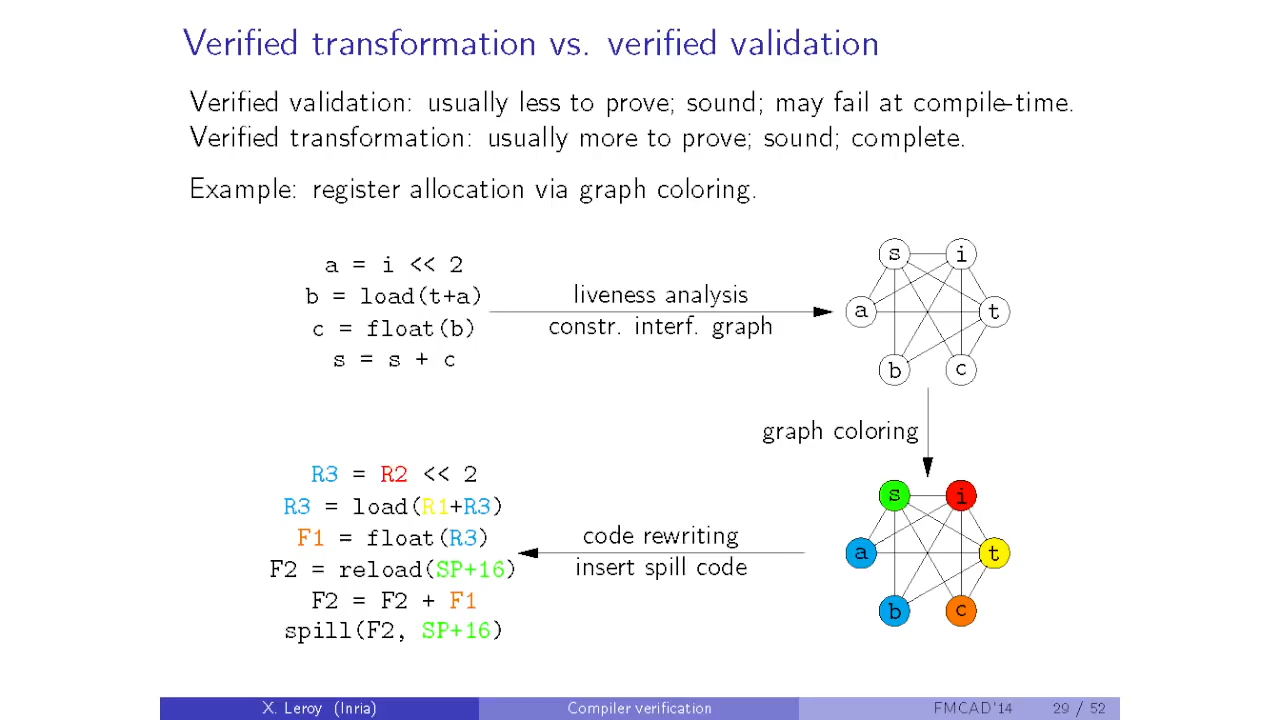 Verified transformation vs. verified validation
Verified validation: usually less to prove; sound; may fail at compile-time.
Verified transformation: usually more to prove; sound; complete.
Example: register allocation via graph coloring.
a = i << 2
b = load(t+a)
c = float(b)
s = s + c
liveness analysis
constr. interf. graph
s i
a t
b c
graph coloring
R3 = R2 << 2
R3 = load(R1+R3)
F1 = float(R3)
F2 = reload(SP+16)
F2 = F2 + F1
spill(F2, SP+16)
code rewriting
insert spill code
s i
a t
b c
X. Leroy (Inria) Compiler verification FMCAD'14 29 / 52